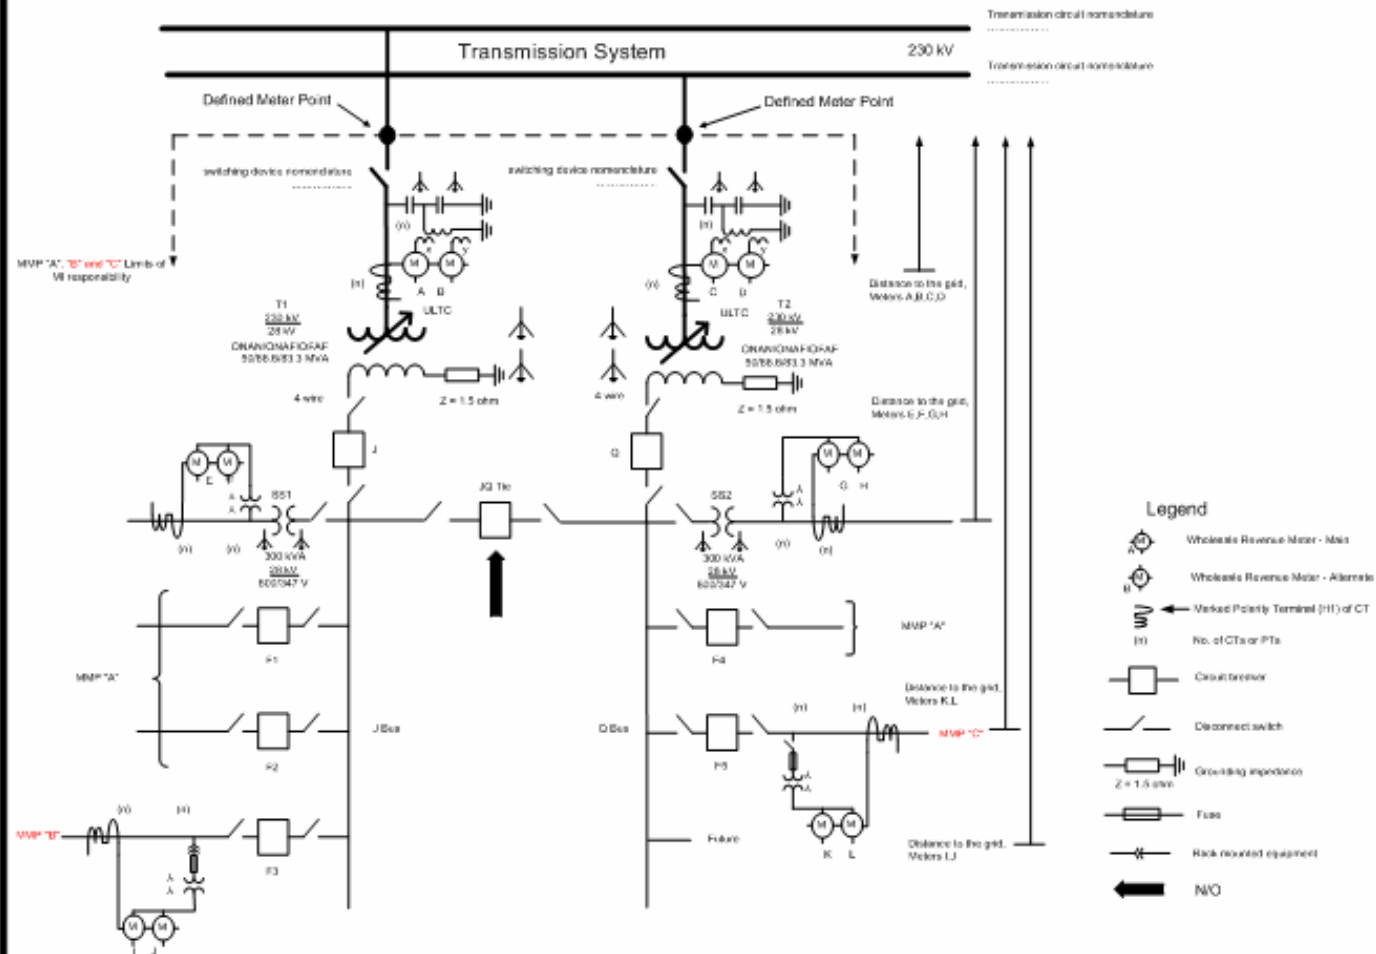 Transmission circuit nomenclature
Transmission System
230 kV
Transmission circuit nomenclature
Defined Meter Point
Defined Meter Point
switching device nomenclature
switching device nomenclature
(n)
(n)
MMP "A", "B" and "C" Limits of
MI responsibility
x
y
x
y
M
M
M
M
(n)
(n)
A
B
C
D
Distance to the grid,
Meters A,B,C,D
T1
230 kV
28 kV
ULTC
ULTC
T2
230 kV
28 kV
ONAN/ONAF/OFAF
50/66.6/83.3 MVA
ONAN/ONAF/OFAF
50/66.6/83.3 MVA
4 wire
Z = 1.5 ohm
4 wire
Z = 1.5 ohm
Distance to the grid,
Meters E,F,G,H
J
Q
M
M
M
M
E
G
H
SS1
JQ Tie
SS2
(n)
(n)
(n)
(n)
300 kVA
28 kV
600/347 V
300 kVA
28 kV
600/347 V
Legend
M
A
Wholesale Revenue Meter - Main
M
B
Wholesale Revenue Meter - Alternate
Marked Polarity Terminal (H1) of CT
(n)
No. of CTs or PTs
Circuit breaker
Disconnect switch
Grounding impedance
Z = 1.5 ohm
Fuse
Rack mounted equipment
N/O
F1
F4
MMP "A"
MMP "A"
Distance to the grid,
Meters K,L
(n)
(n)
F2
J Bus
Q Bus
F5
MMP "C"
(n)
(n)
MMP "B"
F3
M
M
K
L
Future
Distance to the grid,
Meters I,J
M
M